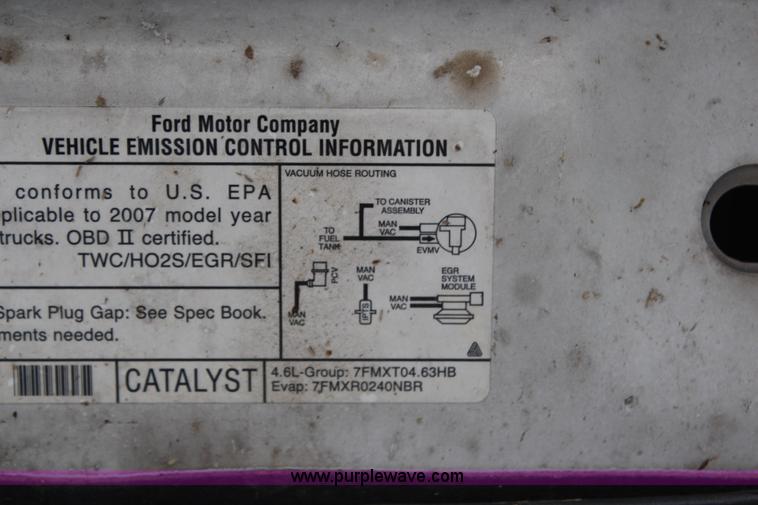 Ford Motor Company
VEHICLE EMISSION CONTROL INFORMATION
conforms to U.S. EPA
plicable to 2007 model year
trucks. OBD II certified.
TWC/HO2S/EGR/SFI
Spark Plug Gap: See Spec Book.
ments needed.
VACUUM HOSE ROUTING
TO CANISTER
ASSEMBLY
MAN
VAC
TO
FUEL
TANK
EVMV
PCV
MAN
VAC
MAN
VAC
IPTS
EGR
SYSTEM
MODULE
MAN
VAC
CATALYST
4.6L-Group: 7FMXT04.63HB
Evap: 7FMXR0240NBR
www.purplewave.com